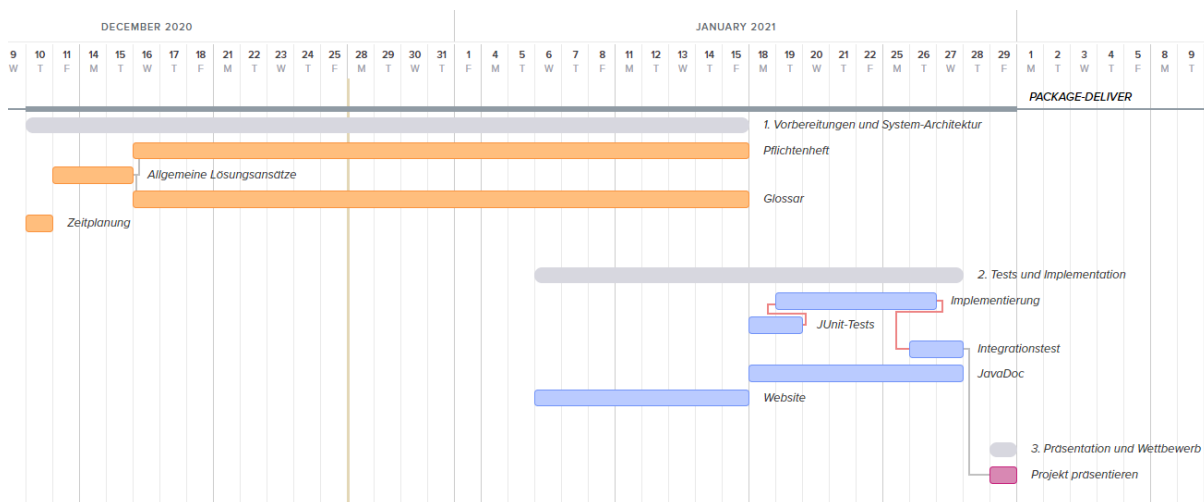 DECEMBER 2020 JANUARY 2021
9 10 11 14 15 16 17 18 21 22 23 24 25 28 29 30 31 1 4 5 6 7 8 11 12 13 14 15 18 19 20 21 22 25 26 27 28 29 1 2 3 4 5 8 9
W T F M T W T F M T W T F M T W T F M T W T F M T W T F M T W T F M T W T F M T W T F M T
PACKAGE-DELIVER
1. Vorbereitungen und System-Architektur
Pflichtenheft
Allgemeine Lösungsansätze
Glossar
Zeitplanung
2. Tests und Implementation
Implementierung
JUnit-Tests
Integrationstest
JavaDoc
Website
3. Präsentation und Wettbewerb
Projekt präsentieren